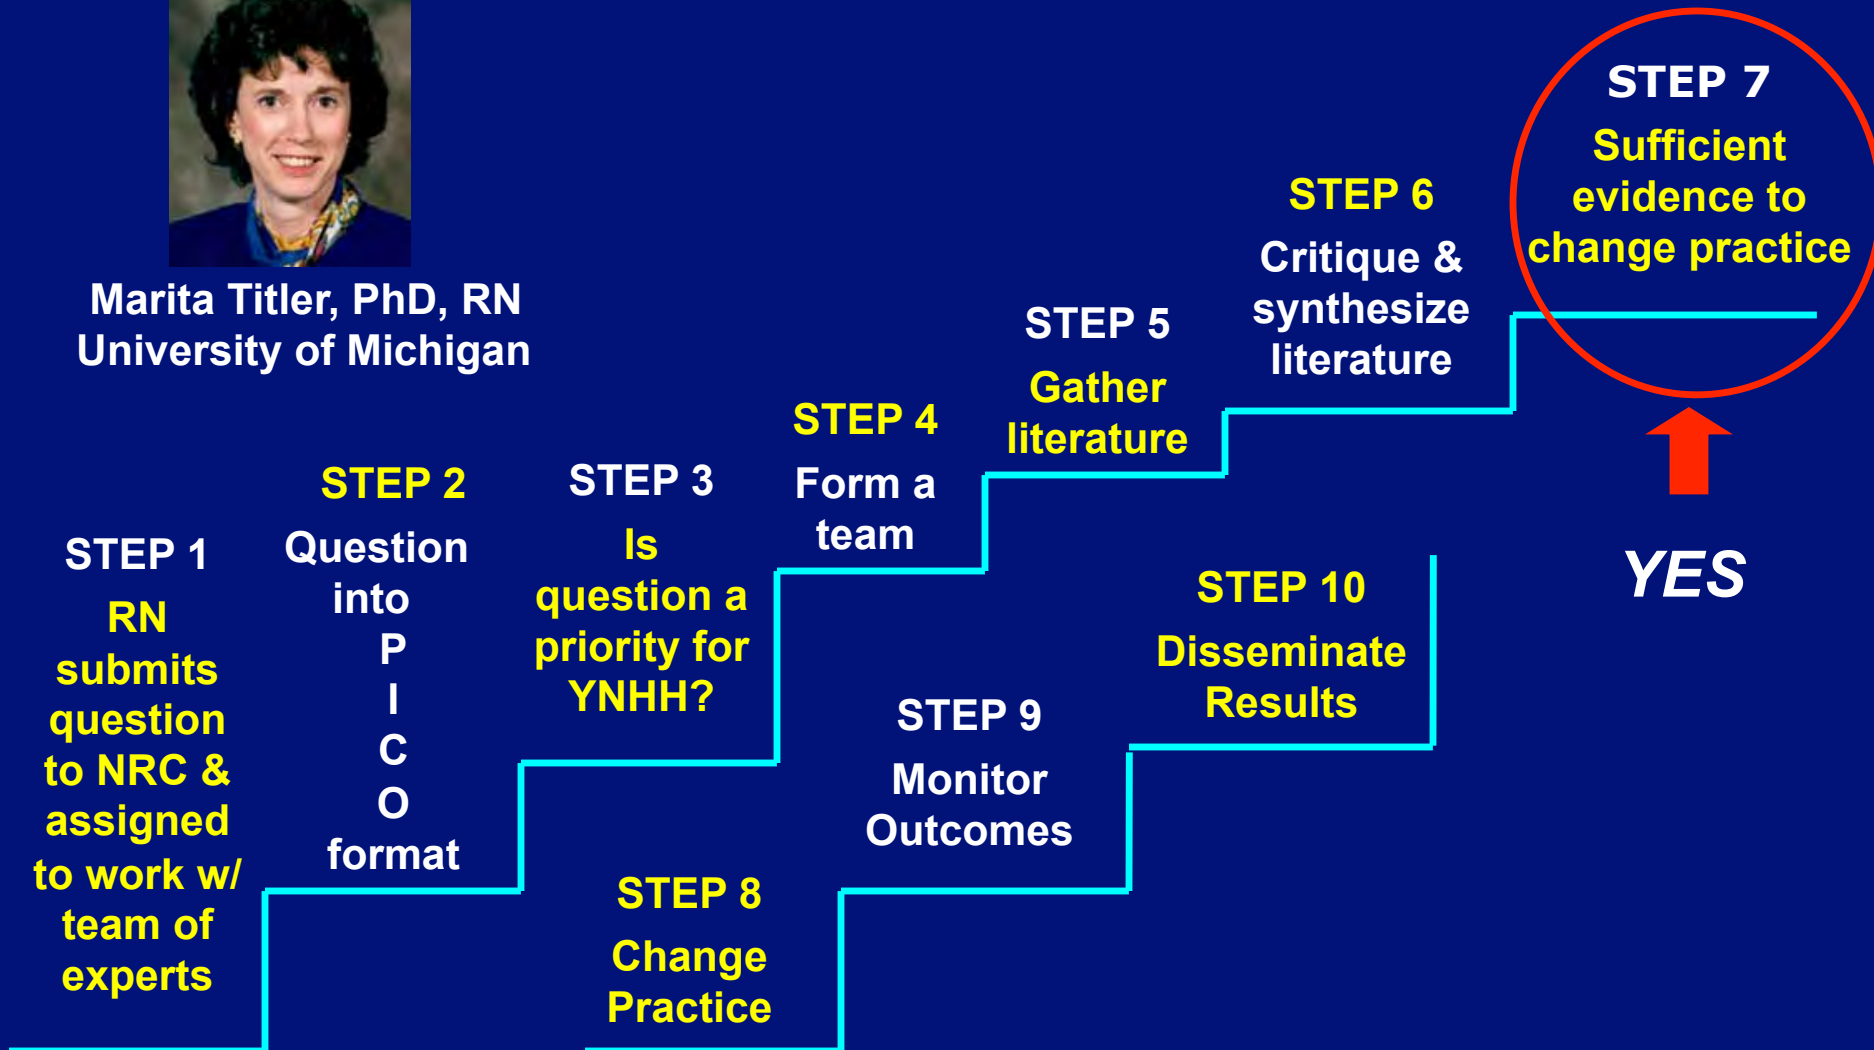 Marita Titler, PhD, RN
University of Michigan
STEP 1
RN
submits
question
to NRC &
assigned
to work w/
team of
experts
STEP 2
Question
into
P
I
C
O
format
STEP 3
Is
question a
priority for
YNHH?
STEP 4
Form a
team
STEP 5
Gather
literature
STEP 6
Critique &
synthesize
literature
STEP 7
Sufficient
evidence to
change practice
YES
STEP 8
Change
Practice
STEP 9
Monitor
Outcomes
STEP 10
Disseminate
Results